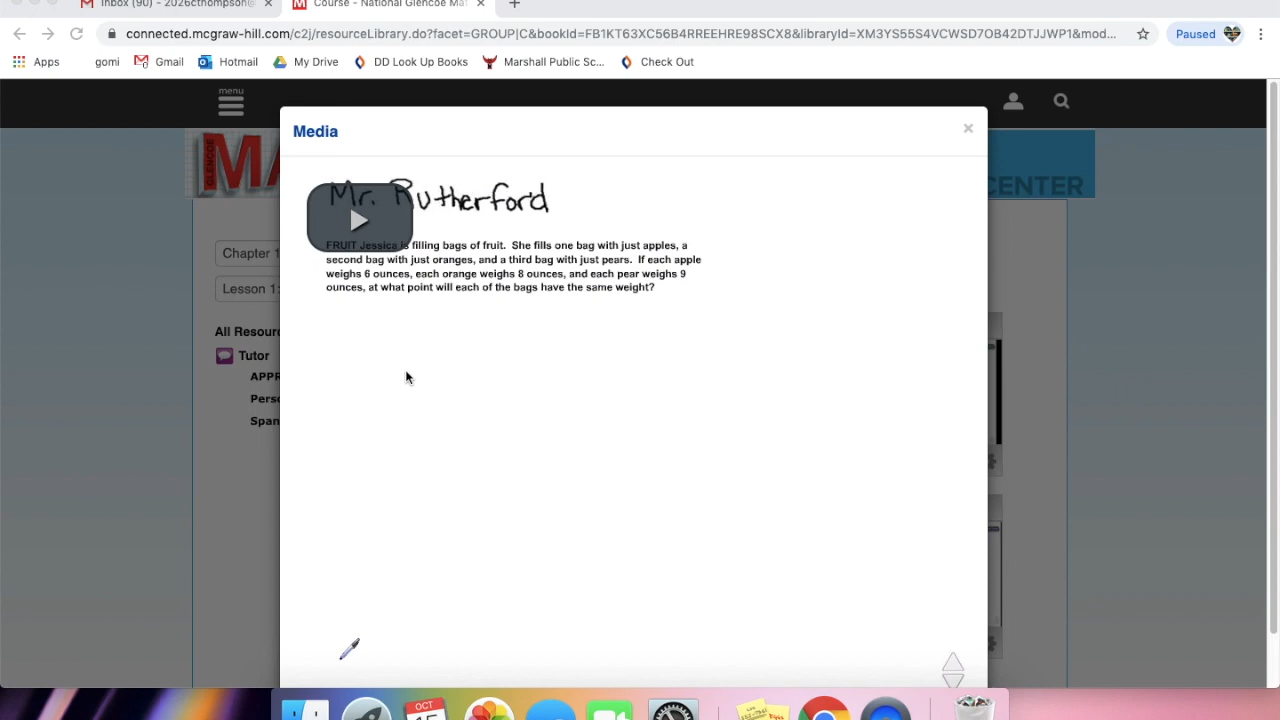 Inbox (90) - 2026cthompson@
Course - National Glencoe Mat
connected.mcgraw-hill.com/c2j/resourceLibrary.do?facet=GROUP|C&bookId=FB1KT63XC56B4RREEHRE98SCX8&libraryId=XM3YS55S4VCWSD7OB42DTJJWP1&mod...
Paused
Apps
gomi
Gmail
Hotmail
My Drive
DD Look Up Books
Marshall Public Sc...
Check Out
menu
GLENCOE
MA
CENTER
Media
Mr. Rutherford
FRUIT Jessica is filling bags of fruit. She fills one bag with just apples, a
second bag with just oranges, and a third bag with just pears. If each apple
weighs 6 ounces, each orange weighs 8 ounces, and each pear weighs 9
ounces, at what point will each of the bags have the same weight?
Chapter 1
Lesson 1:
All Resour
Tutor
APPR
Perso
Span
OCT